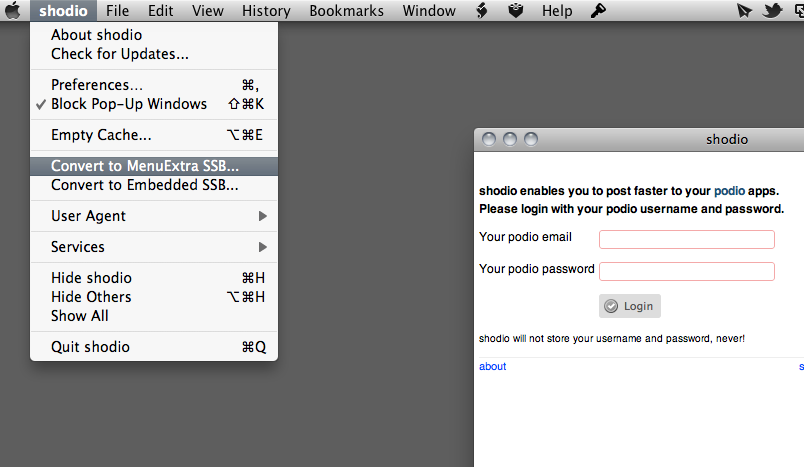 shodio File Edit View History Bookmarks Window Help
About shodio
Check for Updates...
Preferences... ⌘,
✓ Block Pop-Up Windows ⇧⌘K
Empty Cache... ⌥⌘E
Convert to MenuExtra SSB...
Convert to Embedded SSB...
User Agent ▶
Services ▶
Hide shodio ⌘H
Hide Others ⌥⌘H
Show All
Quit shodio ⌘Q
shodio
shodio enables you to post faster to your podio apps.
Please login with your podio username and password.
Your podio email
Your podio password
Login
shodio will not store your username and password, never!
about